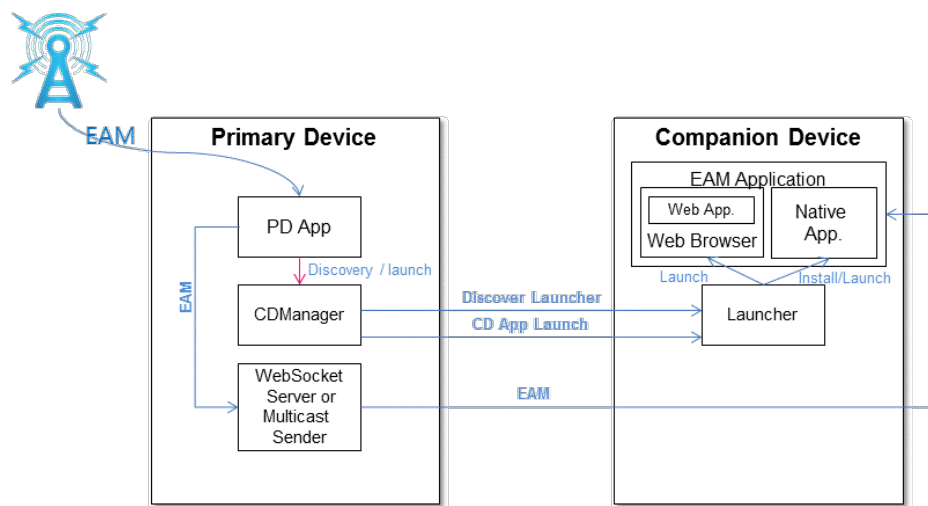 EAM
Primary Device
PD App
Discovery / launch
EAM
CDManager
WebSocket
Server or
Multicast
Sender
Discover Launcher
CD App Launch
EAM
Companion Device
EAM Application
Web App.
Web Browser
Native
App.
Launch
Install/Launch
Launcher